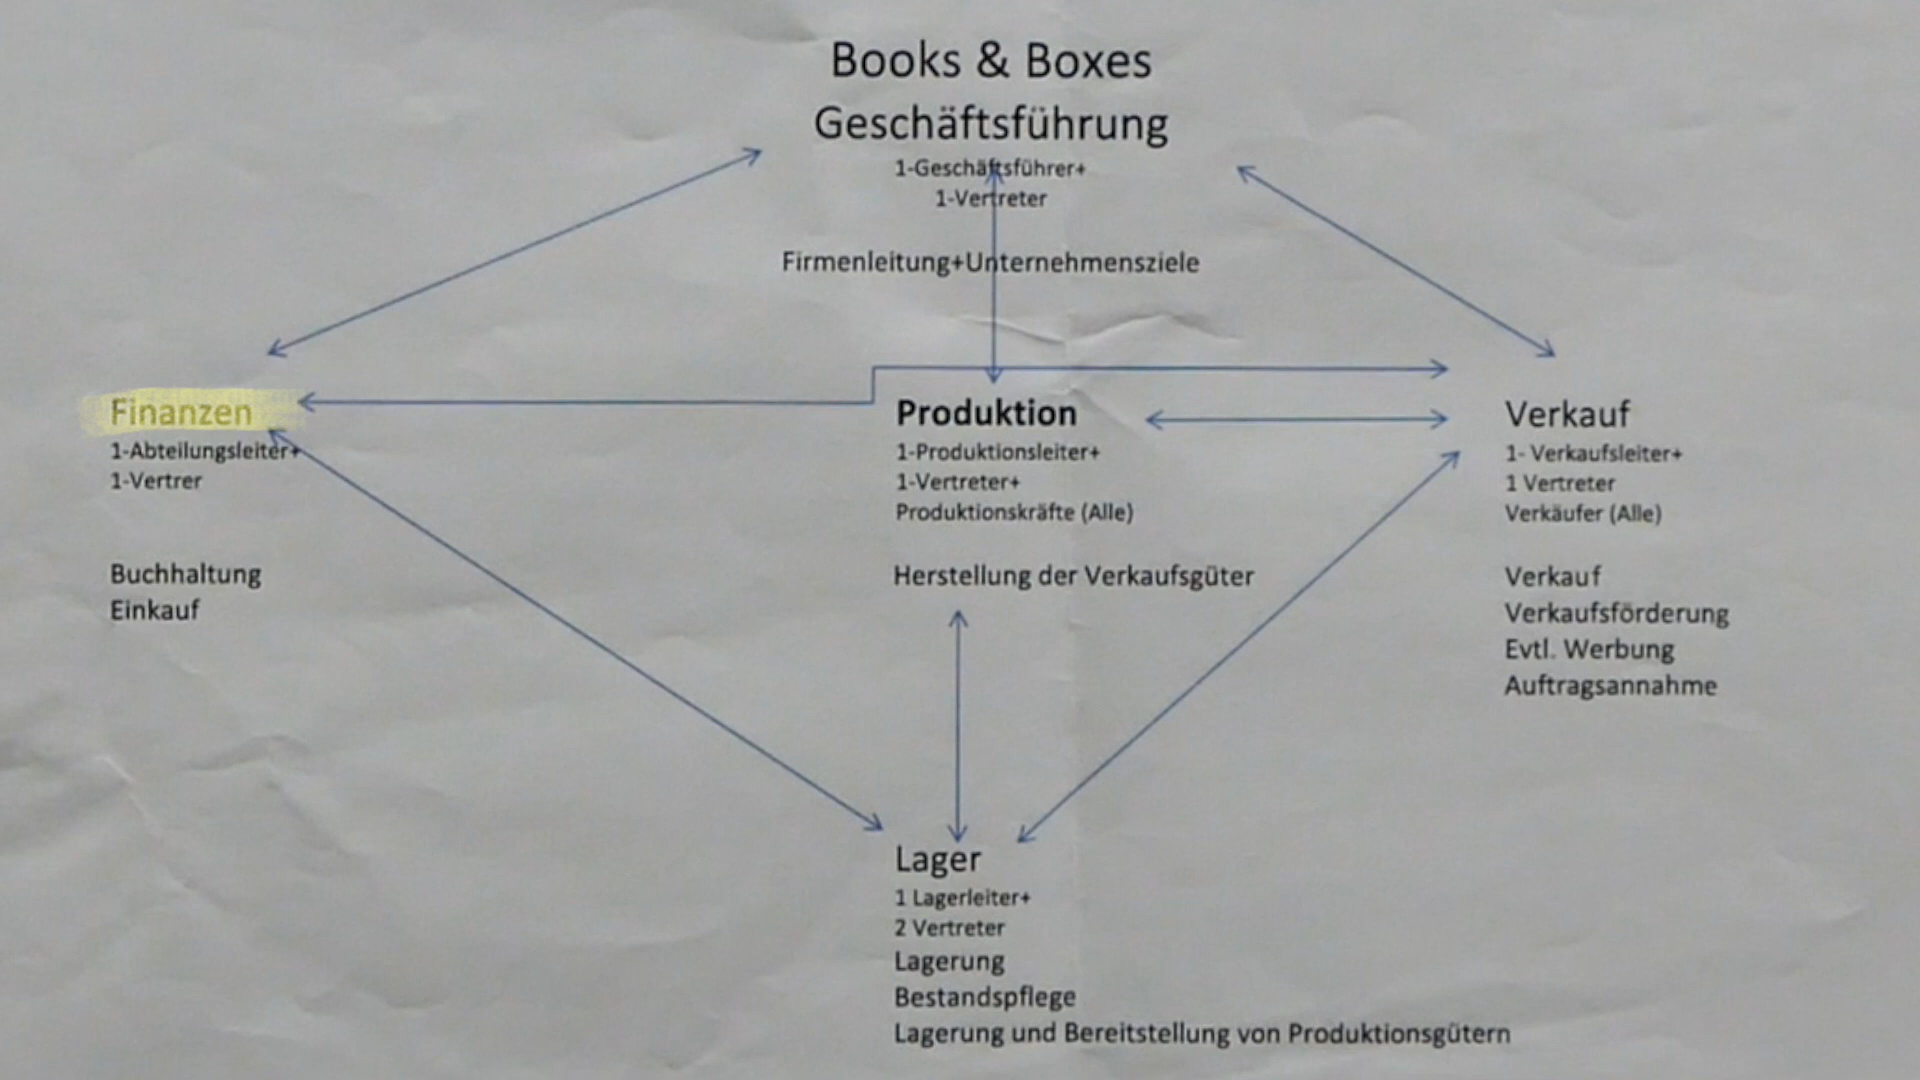 Books & Boxes
Geschäftsführung
1-Geschäftsführer+
1-Vertreter
Firmenleitung+Unternehmensziele
Finanzen
1-Abteilungsleiter+
1-Vertrer
Buchhaltung
Einkauf
Produktion
1-Produktionsleiter+
1-Vertreter+
Produktionskräfte (Alle)
Herstellung der Verkaufsgüter
Verkauf
1- Verkaufsleiter+
1 Vertreter
Verkäufer (Alle)
Verkauf
Verkaufsförderung
Evtl. Werbung
Auftragsannahme
Lager
1 Lagerleiter+
2 Vertreter
Lagerung
Bestandspflege
Lagerung und Bereitstellung von Produktionsgütern